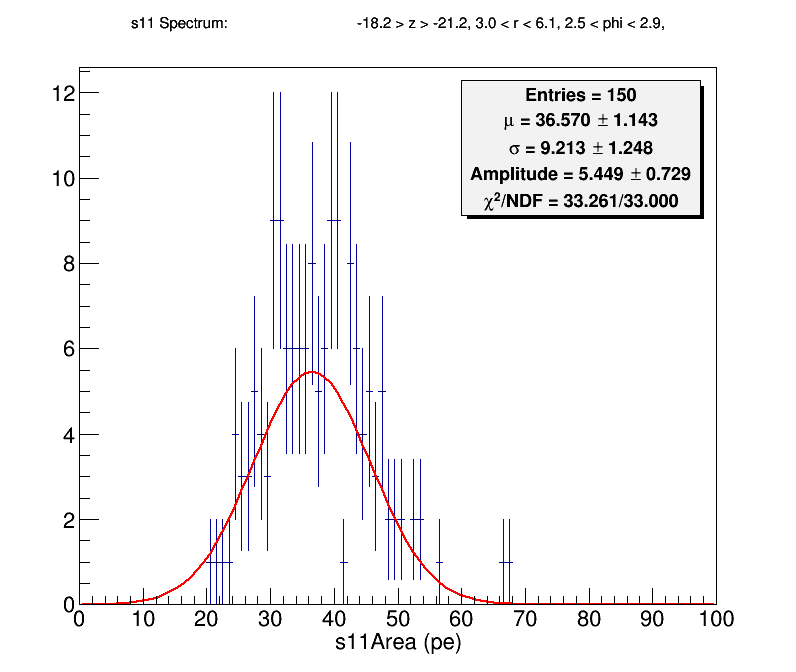 s11 Spectrum: -18.2 > z > -21.2, 3.0 < r < 6.1, 2.5 < phi < 2.9,
Entries = 150
μ = 36.570 ± 1.143
σ = 9.213 ± 1.248
Amplitude = 5.449 ± 0.729
χ²/NDF = 33.261/33.000
12
10
8
6
4
2
0
0 10 20 30 40 50 60 70 80 90 100
s11Area (pe)